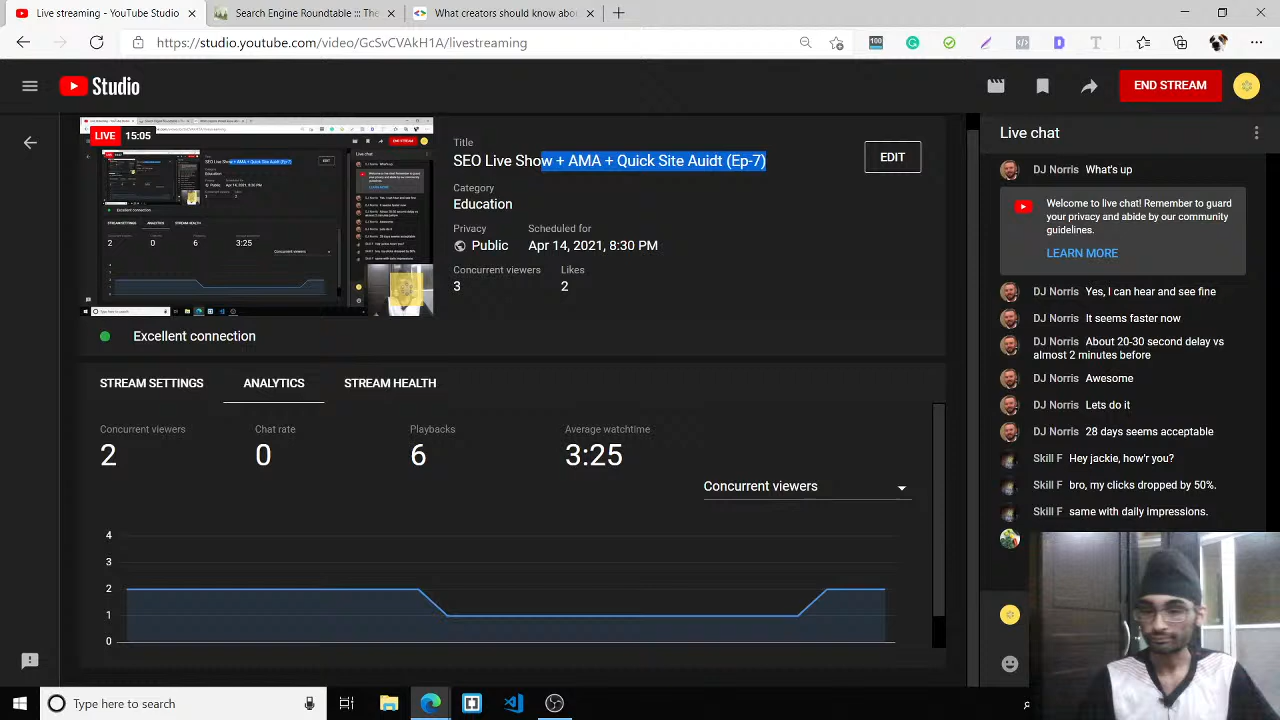 Live streaming - YouTube Studio
Search Engine Roundtable ::: The
What creators should know abou
https://studio.youtube.com/video/GcSvCVAkH1A/livestreaming
100
Studio
END STREAM
LIVE
15:05
Title
SEO Live Show + AMA + Quick Site Auidt (Ep-7)
EDIT
Category
Education
Privacy
Scheduled for
Public
Apr 14, 2021, 8:30 PM
Concurrent viewers
Likes
3
2
Excellent connection
STREAM SETTINGS
ANALYTICS
STREAM HEALTH
Concurrent viewers
Chat rate
Playbacks
Average watchtime
2
0
6
3:25
Concurrent viewers
4
3
2
1
0
Live chat
DJ Norris What's up
Welcome to live chat! Remember to guard
your privacy and abide by our community
guidelines.
LEARN MORE
DJ Norris Yes, I can hear and see fine
DJ Norris It seems faster now
DJ Norris About 20-30 second delay vs
almost 2 minutes before
DJ Norris Awesome
DJ Norris Lets do it
DJ Norris 28 days seems acceptable
Skill F Hey jackie, how'r you?
Skill F bro, my clicks dropped by 50%.
Skill F same with daily impressions.
Type here to search